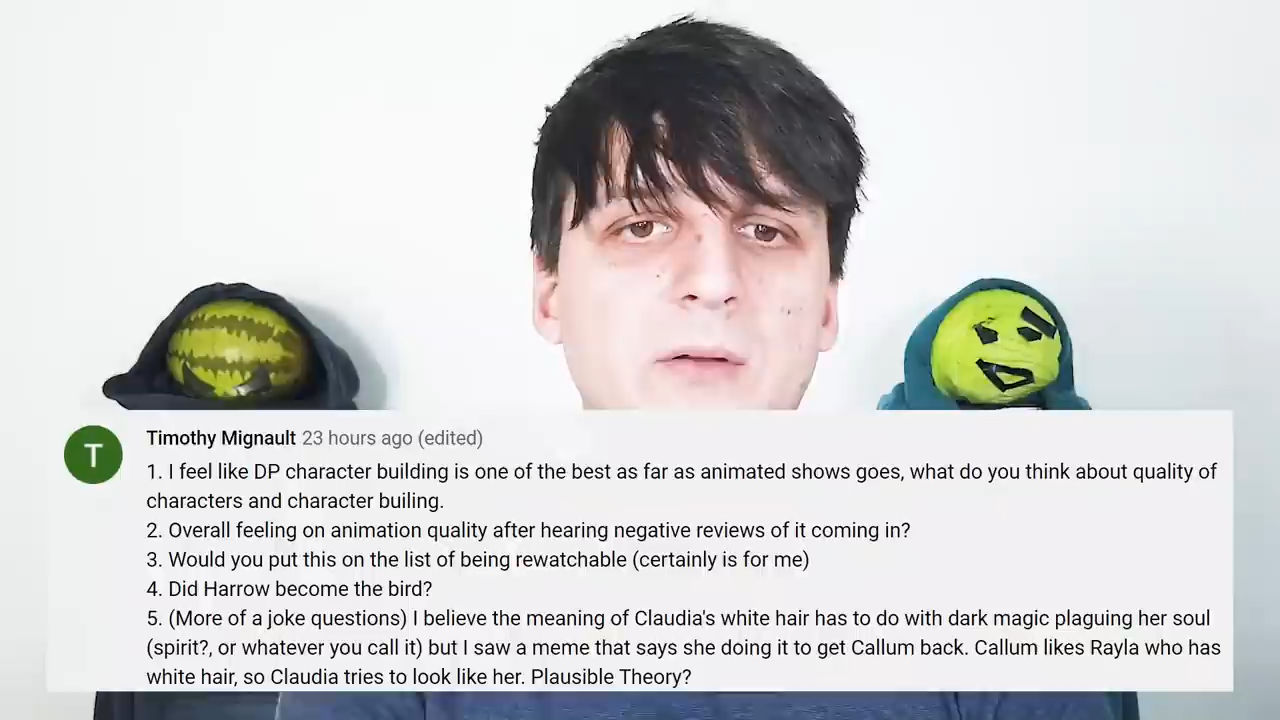 T
Timothy Mignault 23 hours ago (edited)
1. I feel like DP character building is one of the best as far as animated shows goes, what do you think about quality of
characters and character builing.
2. Overall feeling on animation quality after hearing negative reviews of it coming in?
3. Would you put this on the list of being rewatchable (certainly is for me)
4. Did Harrow become the bird?
5. (More of a joke questions) I believe the meaning of Claudia's white hair has to do with dark magic plaguing her soul
(spirit?, or whatever you call it) but I saw a meme that says she doing it to get Callum back. Callum likes Rayla who has
white hair, so Claudia tries to look like her. Plausible Theory?